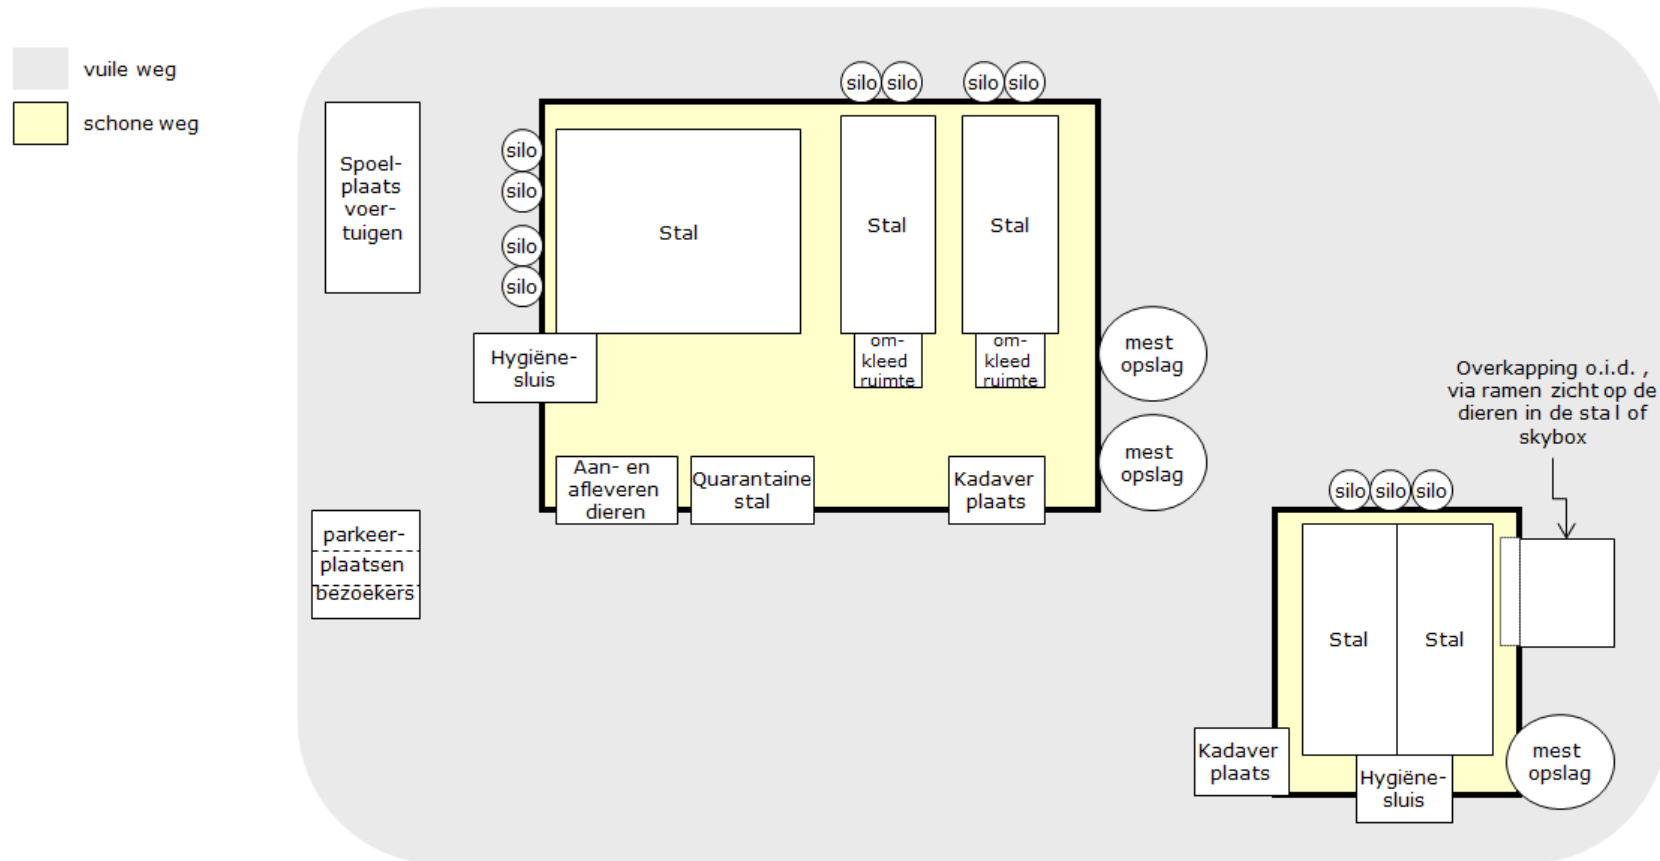 vuile weg
schone weg
silo silo silo silo
Spoel-
plaats
voer-
tuigen
silo
silo
silo
silo
Stal
Stal
Stal
Hygiëne-
sluis
om-
kleed
ruimte
om-
kleed
ruimte
mest
opslag
mest
opslag
Aan- en
afleveren
dieren
Quarantaine
stal
Kadaver
plaats
parkeer-
plaatsen
bezoekers
Overkapping o.i.d. ,
via ramen zicht op de
dieren in de stal of
skybox
silo silo silo
Stal
Stal
Kadaver
plaats
Hygiëne-
sluis
mest
opslag